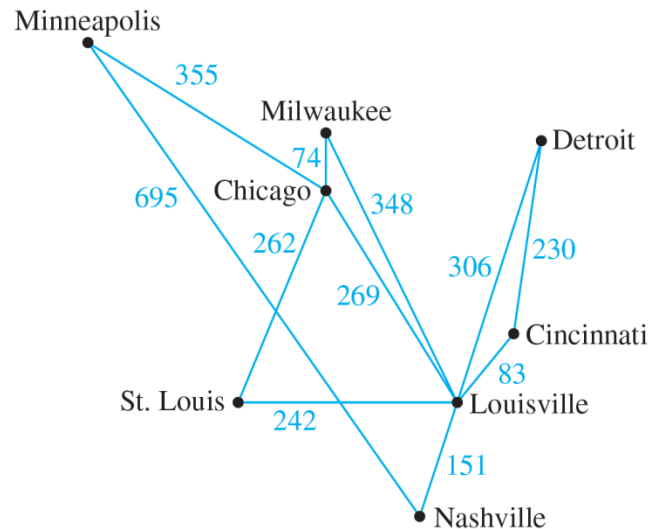 Minneapolis
355
Milwaukee
74
Detroit
695
Chicago
348
262
306
230
269
Cincinnati
83
St. Louis
242
Louisville
151
Nashville